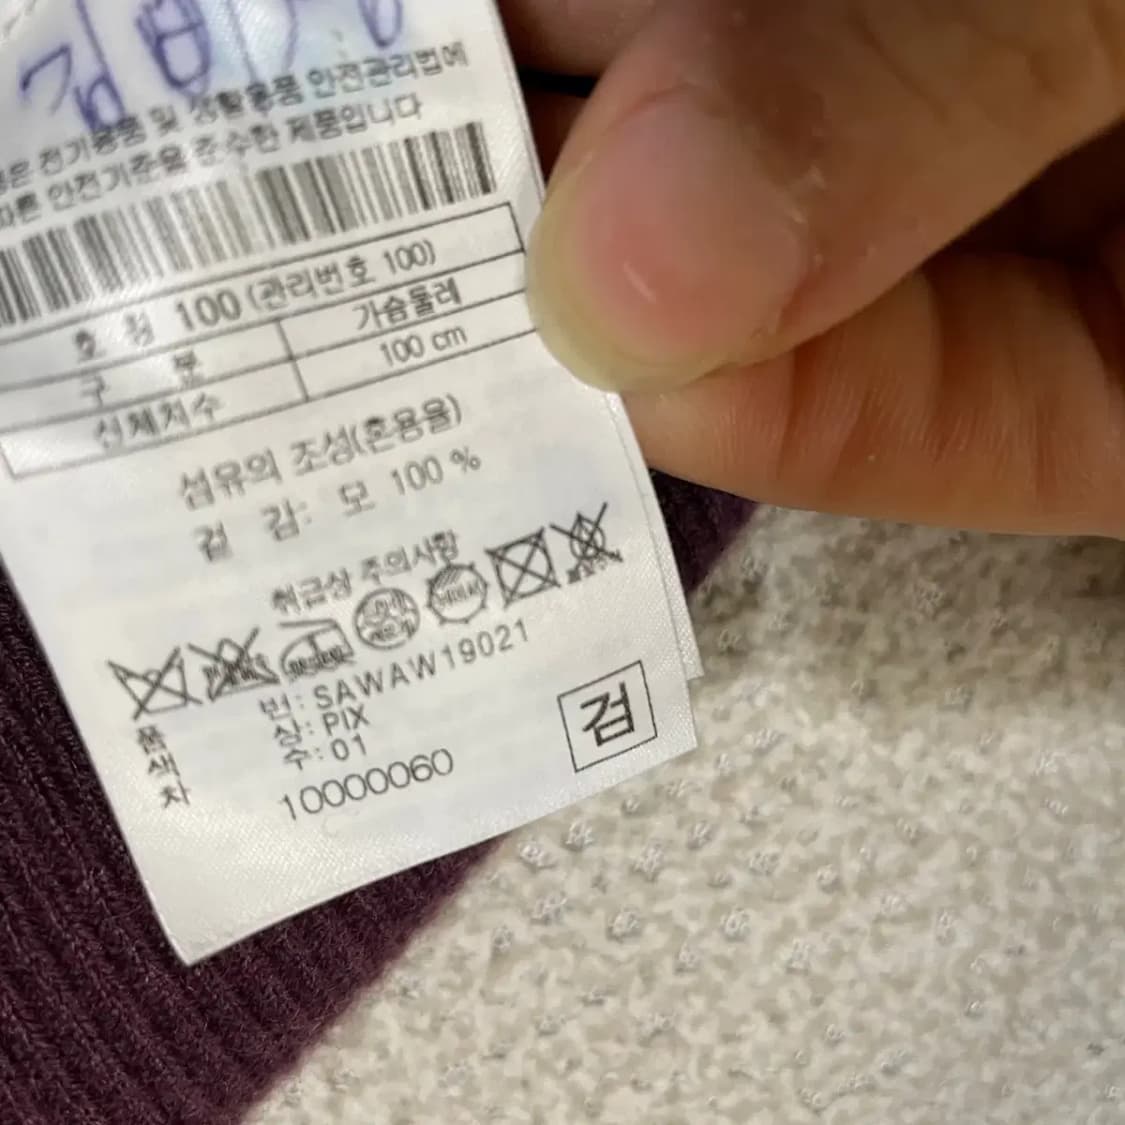 은 전기용품 및 생활용품 안전관리법에
따른 안전기준을 준수한 제품입니다
호 칭 100 (관리번호 100)
구 분 가슴둘레
신체치수 100 cm
섬유의 조성(혼용율)
겉 감: 모 100 %
취급상 주의사항
품 번: SAWAW19021
색 상: PIX
차 수: 01
10000060
검